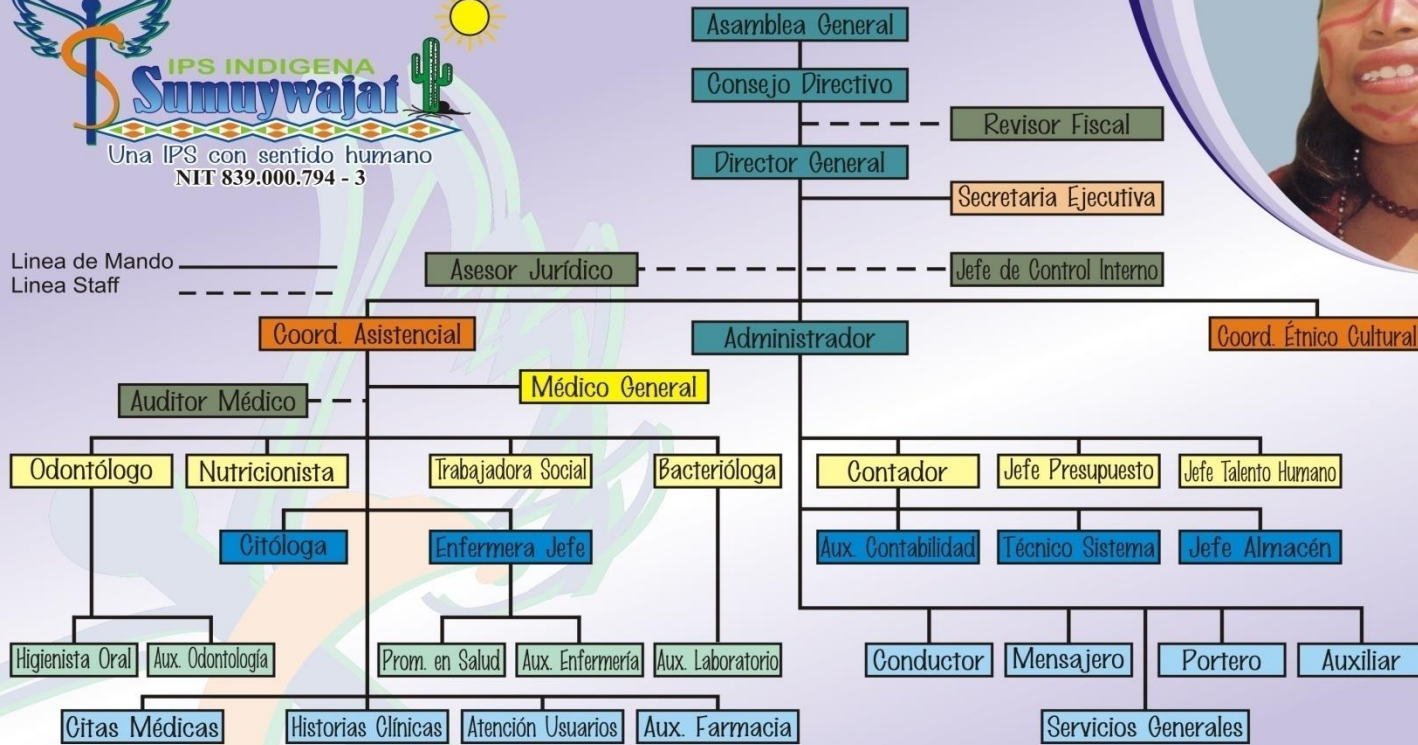 IPS INDIGENA
Sumuywajat
Una IPS con sentido humano
NIT 839.000.794 - 3
Asamblea General
Consejo Directivo
Revisor Fiscal
Director General
Secretaria Ejecutiva
Linea de Mando
Linea Staff
Asesor Jurídico
Jefe de Control Interno
Coord. Asistencial
Administrador
Coord. Étnico Cultural
Médico General
Auditor Médico
Odontólogo
Nutricionista
Trabajadora Social
Bacterióloga
Contador
Jefe Presupuesto
Jefe Talento Humano
Citóloga
Enfermera Jefe
Aux. Contabilidad
Técnico Sistema
Jefe Almacén
Higienista Oral
Aux. Odontología
Prom. en Salud
Aux. Enfermería
Aux. Laboratorio
Conductor
Mensajero
Portero
Auxiliar
Citas Médicas
Historias Clínicas
Atención Usuarios
Aux. Farmacia
Servicios Generales